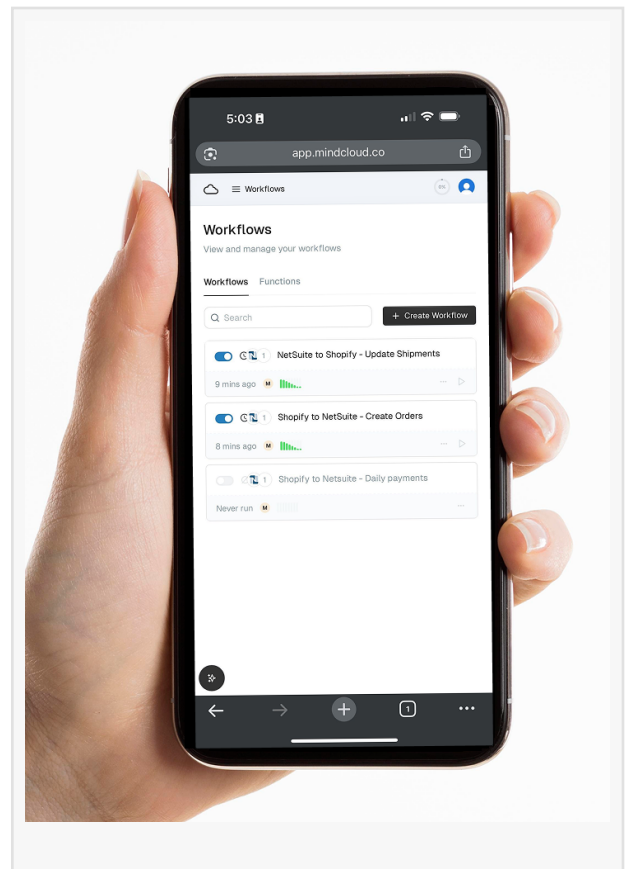 5:03
app.mindcloud.co
Workflows
Workflows
View and manage your workflows
Workflows Functions
Search
+ Create Workflow
1 NetSuite to Shopify - Update Shipments
9 mins ago M
1 Shopify to NetSuite - Create Orders
8 mins ago M
1 Shopify to Netsuite - Daily payments
Never run M
1